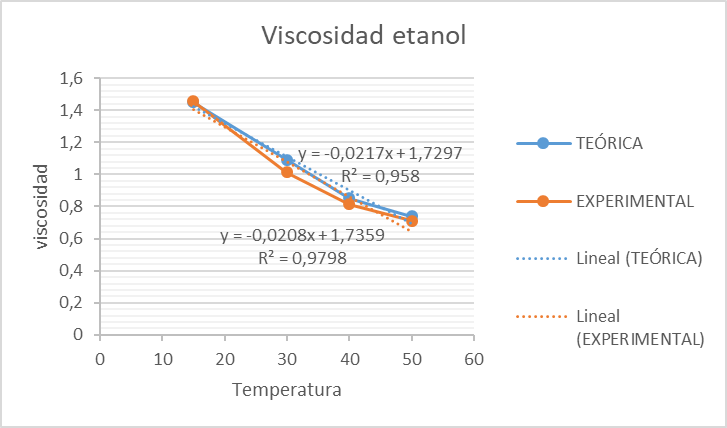 Viscosidad etanol
1,6
1,4
1,2
1
0,8
0,6
0,4
0,2
0
viscosidad
y = -0,0217x + 1,7297
R² = 0,958
y = -0,0208x + 1,7359
R² = 0,9798
0 10 20 30 40 50 60
Temperatura
TEÓRICA
EXPERIMENTAL
Lineal (TEÓRICA)
Lineal
(EXPERIMENTAL)